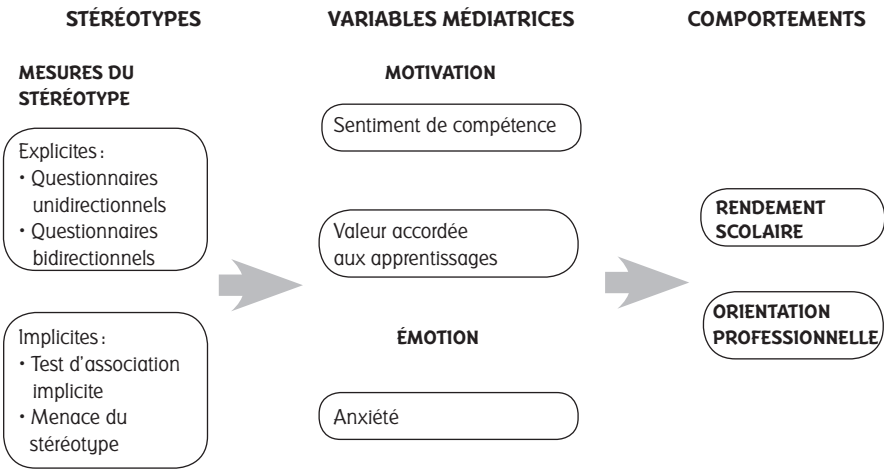 STÉRÉOTYPES
VARIABLES MÉDIATRICES
COMPORTEMENTS
MESURES DU
STÉRÉOTYPE
Explicites :
• Questionnaires
unidirectionnels
• Questionnaires
bidirectionnels
Implicites :
• Test d'association
implicite
• Menace du
stéréotype
MOTIVATION
Sentiment de compétence
Valeur accordée
aux apprentissages
ÉMOTION
Anxiété
RENDEMENT
SCOLAIRE
ORIENTATION
PROFESSIONNELLE